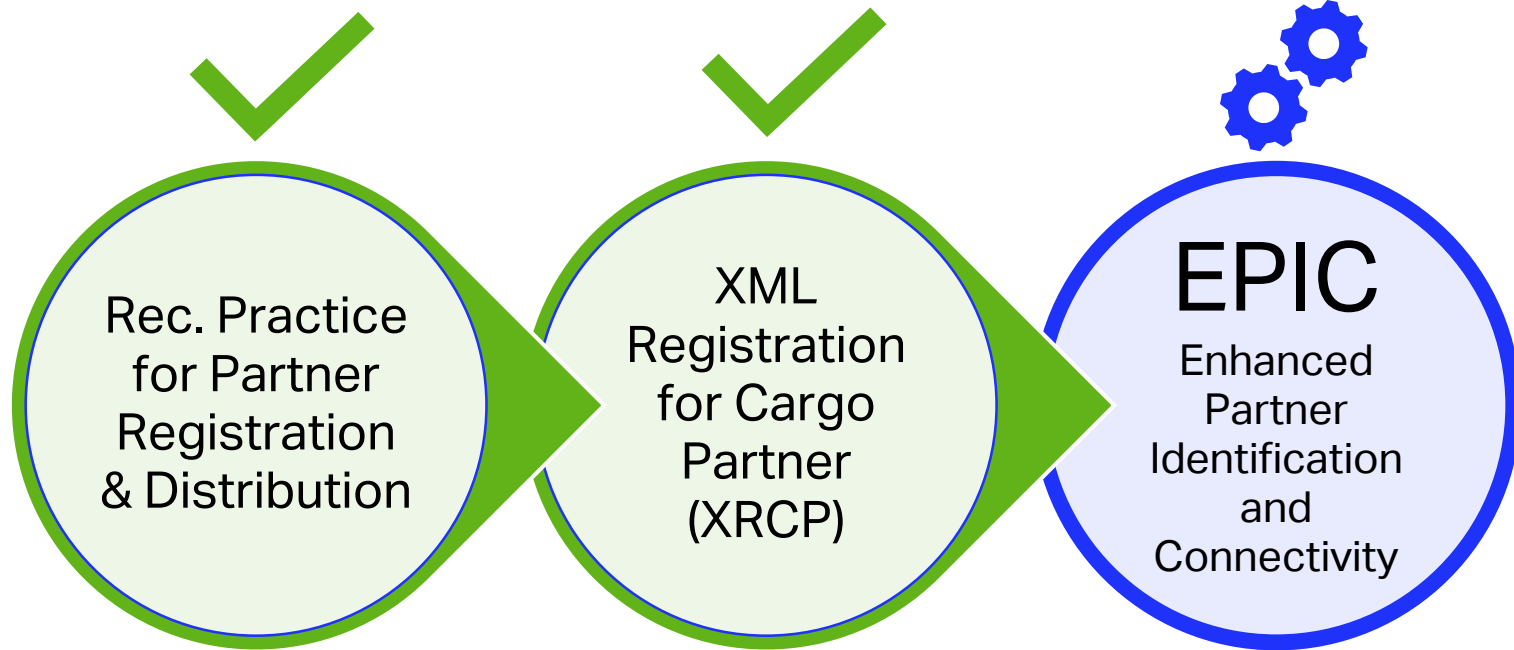 Rec. Practice
for Partner
Registration
& Distribution
XML
Registration
for Cargo
Partner
(XRCP)
EPIC
Enhanced
Partner
Identification
and
Connectivity